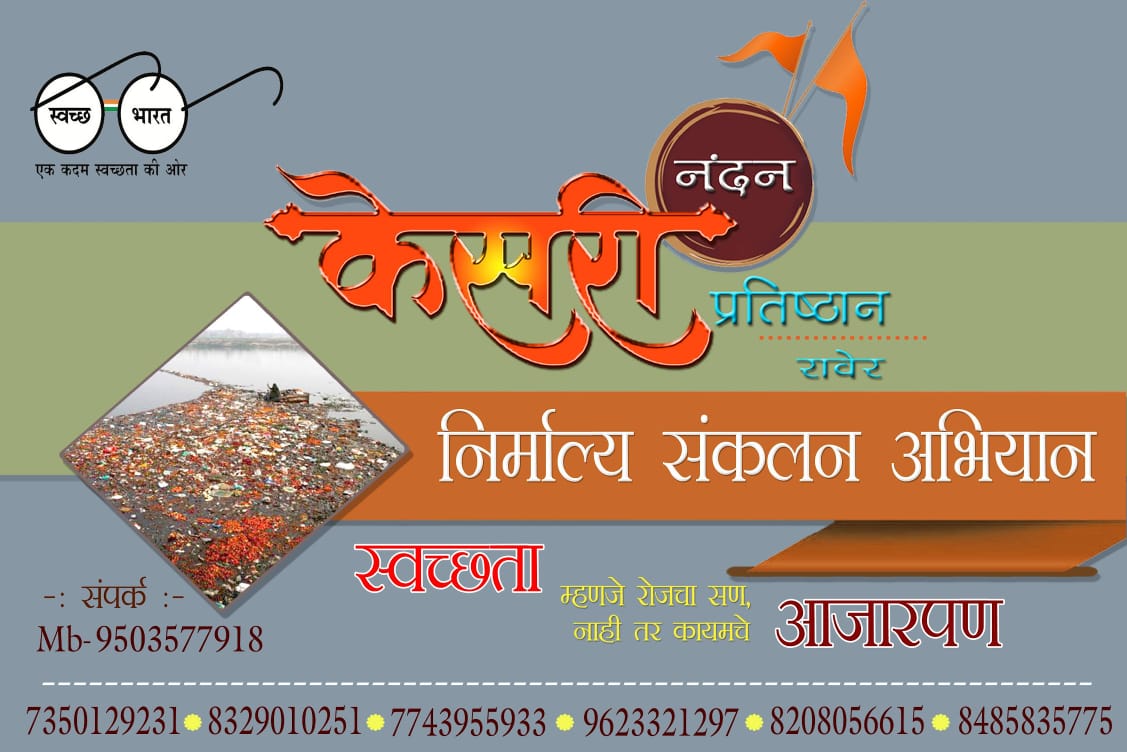 स्वच्छ भारत
एक कदम स्वच्छता की ओर
केसरी नंदन
प्रतिष्ठान
रावेर
निर्माल्य संकलन अभियान
स्वच्छता
म्हणजे रोजचा सण,
नाही तर कायमचे
आजारपण
-: संपर्क :-
Mb-9503577918
7350129231 8329010251 7743955933 9623321297 8208056615 8485835775